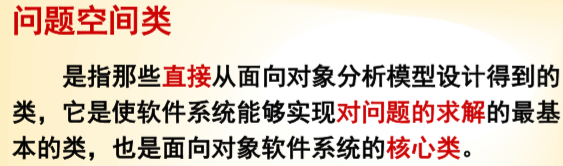 问题空间类
是指那些直接从面向对象分析模型设计得到的
类，它是使软件系统能够实现对问题的求解的最基
本的类，也是面向对象软件系统的核心类。